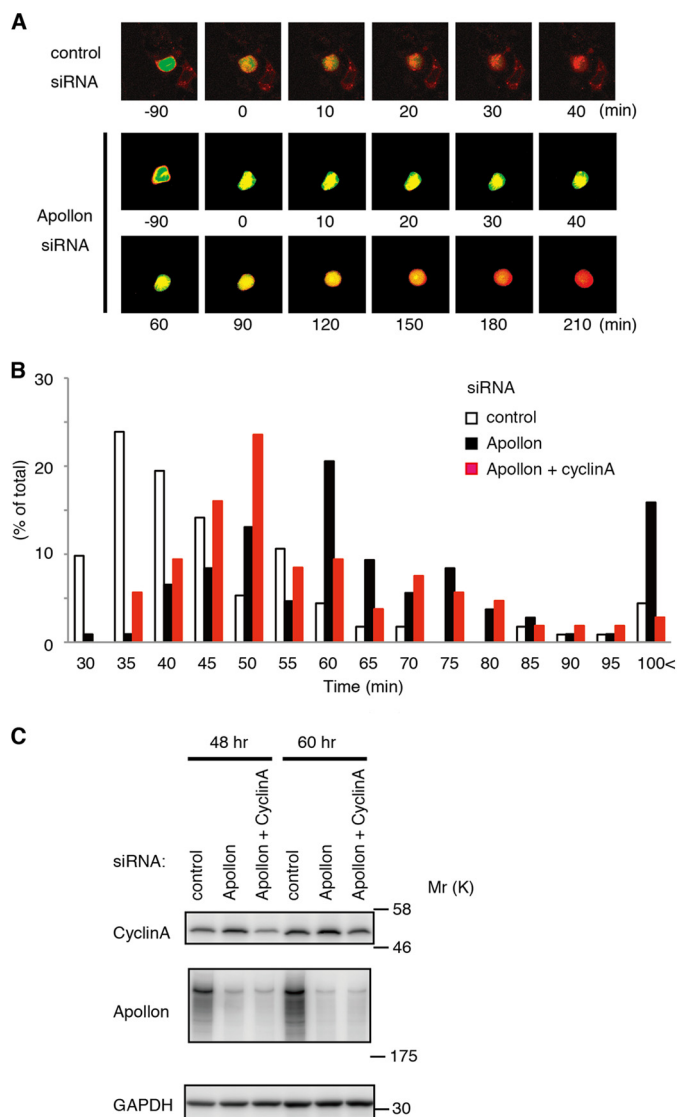 A
control
siRNA
-90 0 10 20 30 40 (min)
Apollon
siRNA
-90 0 10 20 30 40
60 90 120 150 180 210 (min)
B
30
20
10
0
(% of total)
siRNA
control
Apollon
Apollon + cyclinA
30 35 40 45 50 55 60 65 70 75 80 85 90 95 100<
Time (min)
C
48 hr 60 hr
siRNA:
control
Apollon
Apollon + CyclinA
control
Apollon
Apollon + CyclinA
Mr (K)
58
CyclinA
46
Apollon
175
GAPDH
30